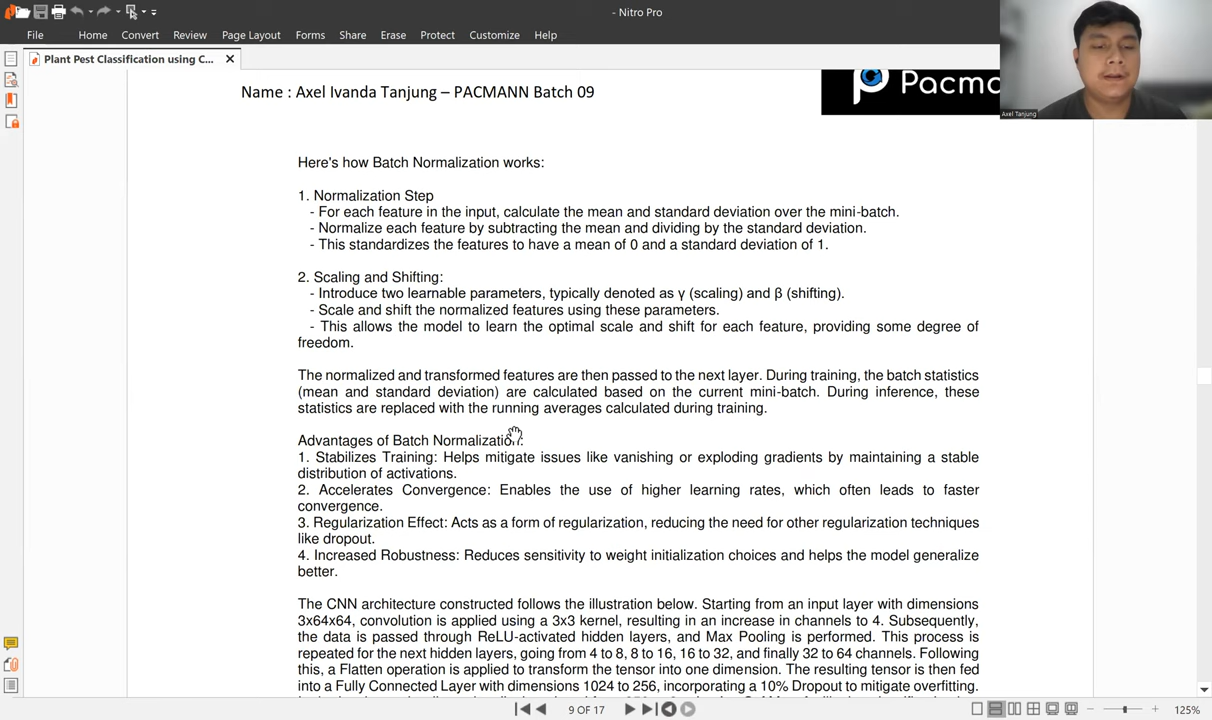 - Nitro Pro
File Home Convert Review Page Layout Forms Share Erase Protect Customize Help
Plant Pest Classification using C...
Name : Axel Ivanda Tanjung – PACMANN Batch 09
Pacm
Axel Tanjung
Here's how Batch Normalization works:
1. Normalization Step
- For each feature in the input, calculate the mean and standard deviation over the mini-batch.
- Normalize each feature by subtracting the mean and dividing by the standard deviation.
- This standardizes the features to have a mean of 0 and a standard deviation of 1.
2. Scaling and Shifting:
- Introduce two learnable parameters, typically denoted as γ (scaling) and β (shifting).
- Scale and shift the normalized features using these parameters.
- This allows the model to learn the optimal scale and shift for each feature, providing some degree of
freedom.
The normalized and transformed features are then passed to the next layer. During training, the batch statistics
(mean and standard deviation) are calculated based on the current mini-batch. During inference, these
statistics are replaced with the running averages calculated during training.
Advantages of Batch Normalization:
1. Stabilizes Training: Helps mitigate issues like vanishing or exploding gradients by maintaining a stable
distribution of activations.
2. Accelerates Convergence: Enables the use of higher learning rates, which often leads to faster
convergence.
3. Regularization Effect: Acts as a form of regularization, reducing the need for other regularization techniques
like dropout.
4. Increased Robustness: Reduces sensitivity to weight initialization choices and helps the model generalize
better.
The CNN architecture constructed follows the illustration below. Starting from an input layer with dimensions
3x64x64, convolution is applied using a 3x3 kernel, resulting in an increase in channels to 4. Subsequently,
the data is passed through ReLU-activated hidden layers, and Max Pooling is performed. This process is
repeated for the next hidden layers, going from 4 to 8, 8 to 16, 16 to 32, and finally 32 to 64 channels. Following
this, a Flatten operation is applied to transform the tensor into one dimension. The resulting tensor is then fed
into a Fully Connected Layer with dimensions 1024 to 256, incorporating a 10% Dropout to mitigate overfitting.
9 OF 17
125%